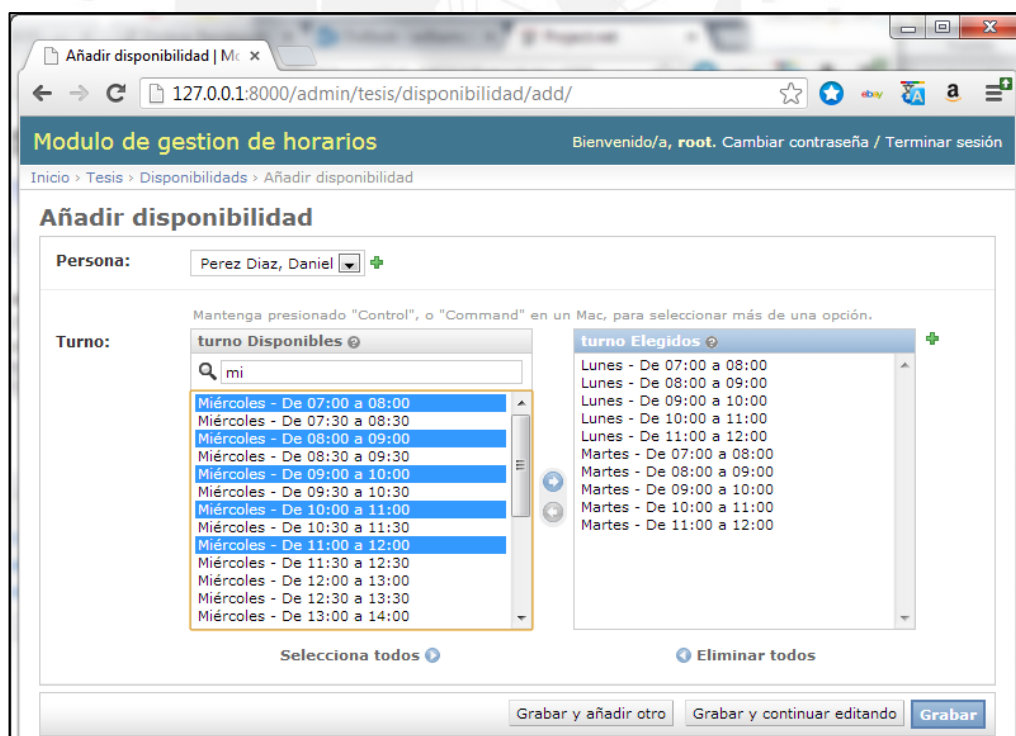 Añadir disponibilidad | Mo
127.0.0.1:8000/admin/tesis/disponibilidad/add/
ebay
a
Modulo de gestion de horarios
Bienvenido/a, root. Cambiar contraseña / Terminar sesión
Inicio › Tesis › Disponibilidads › Añadir disponibilidad
Añadir disponibilidad
Persona:
Perez Diaz, Daniel
Mantenga presionado "Control", o "Command" en un Mac, para seleccionar más de una opción.
Turno:
turno Disponibles
mi
Miércoles - De 07:00 a 08:00
Miércoles - De 07:30 a 08:30
Miércoles - De 08:00 a 09:00
Miércoles - De 08:30 a 09:30
Miércoles - De 09:00 a 10:00
Miércoles - De 09:30 a 10:30
Miércoles - De 10:00 a 11:00
Miércoles - De 10:30 a 11:30
Miércoles - De 11:00 a 12:00
Miércoles - De 11:30 a 12:30
Miércoles - De 12:00 a 13:00
Miércoles - De 12:30 a 13:30
Miércoles - De 13:00 a 14:00
Selecciona todos
turno Elegidos
Lunes - De 07:00 a 08:00
Lunes - De 08:00 a 09:00
Lunes - De 09:00 a 10:00
Lunes - De 10:00 a 11:00
Lunes - De 11:00 a 12:00
Martes - De 07:00 a 08:00
Martes - De 08:00 a 09:00
Martes - De 09:00 a 10:00
Martes - De 10:00 a 11:00
Martes - De 11:00 a 12:00
Eliminar todos
Grabar y añadir otro
Grabar y continuar editando
Grabar